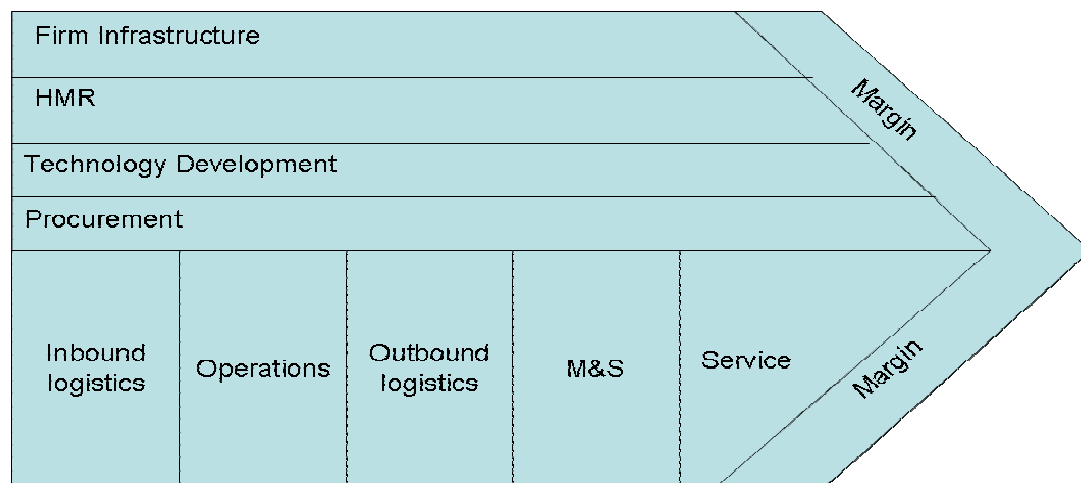 Firm Infrastructure
HMR
Technology Development
Procurement
Margin
Inbound
logistics
Operations
Outbound
logistics
M&S
Service
Margin